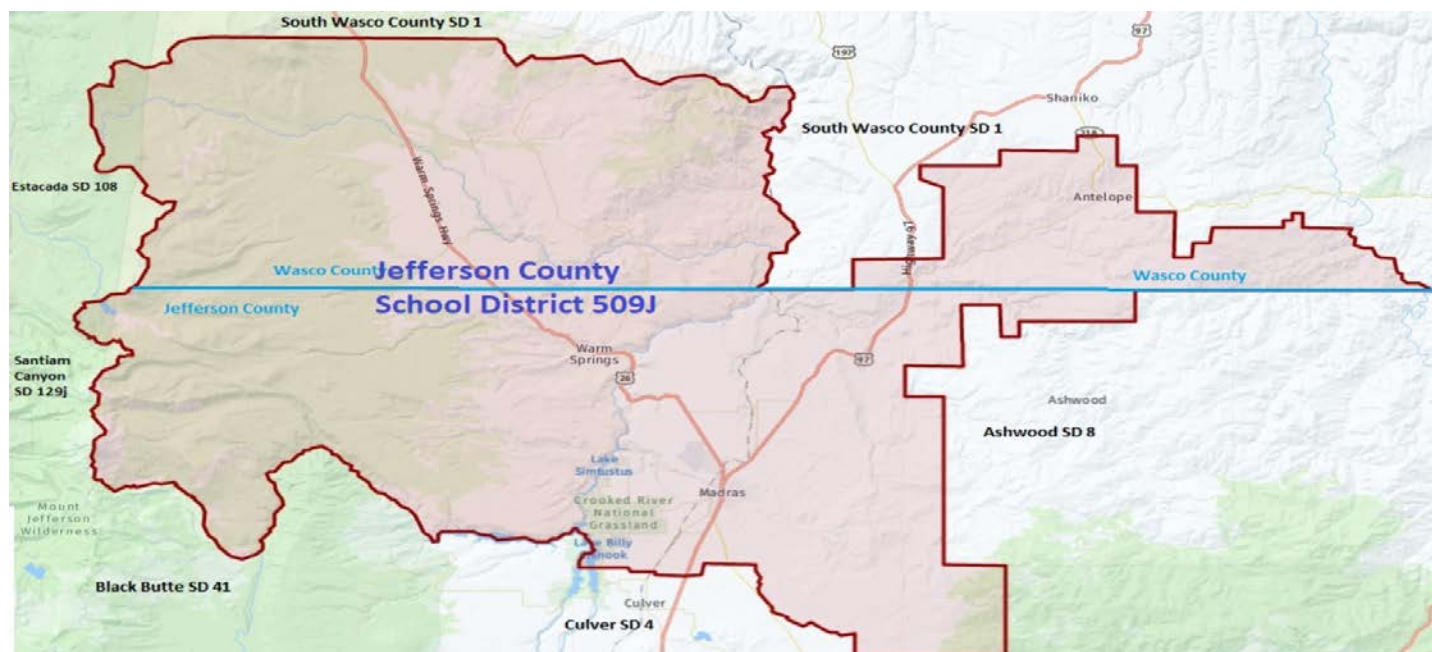 South Wasco County SD 1
97
197
Shaniko
218
South Wasco County SD 1
Estacada SD 108
Warm Springs Hwy
Antelope
Highway 97
Wasco County
Jefferson County
Wasco County
Jefferson County
School District 509J
Santiam
Canyon
SD 129j
Warm
Springs
26
97
Ashwood
Ashwood SD 8
Lake
Simtustus
Madras
Crooked River
National
Grassland
Mount
Jefferson
Wilderness
Lake Billy
Chinook
Black Butte SD 41
Culver
Culver SD 4